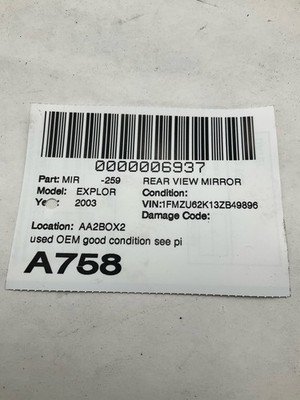 0000006937
Part: MIR -259 REAR VIEW MIRROR
Model: EXPLOR Condition:
Year: 2003 VIN:1FMZU62K13ZB49896
Damage Code:
Location: AA2BOX2
used OEM good condition see pi
A758